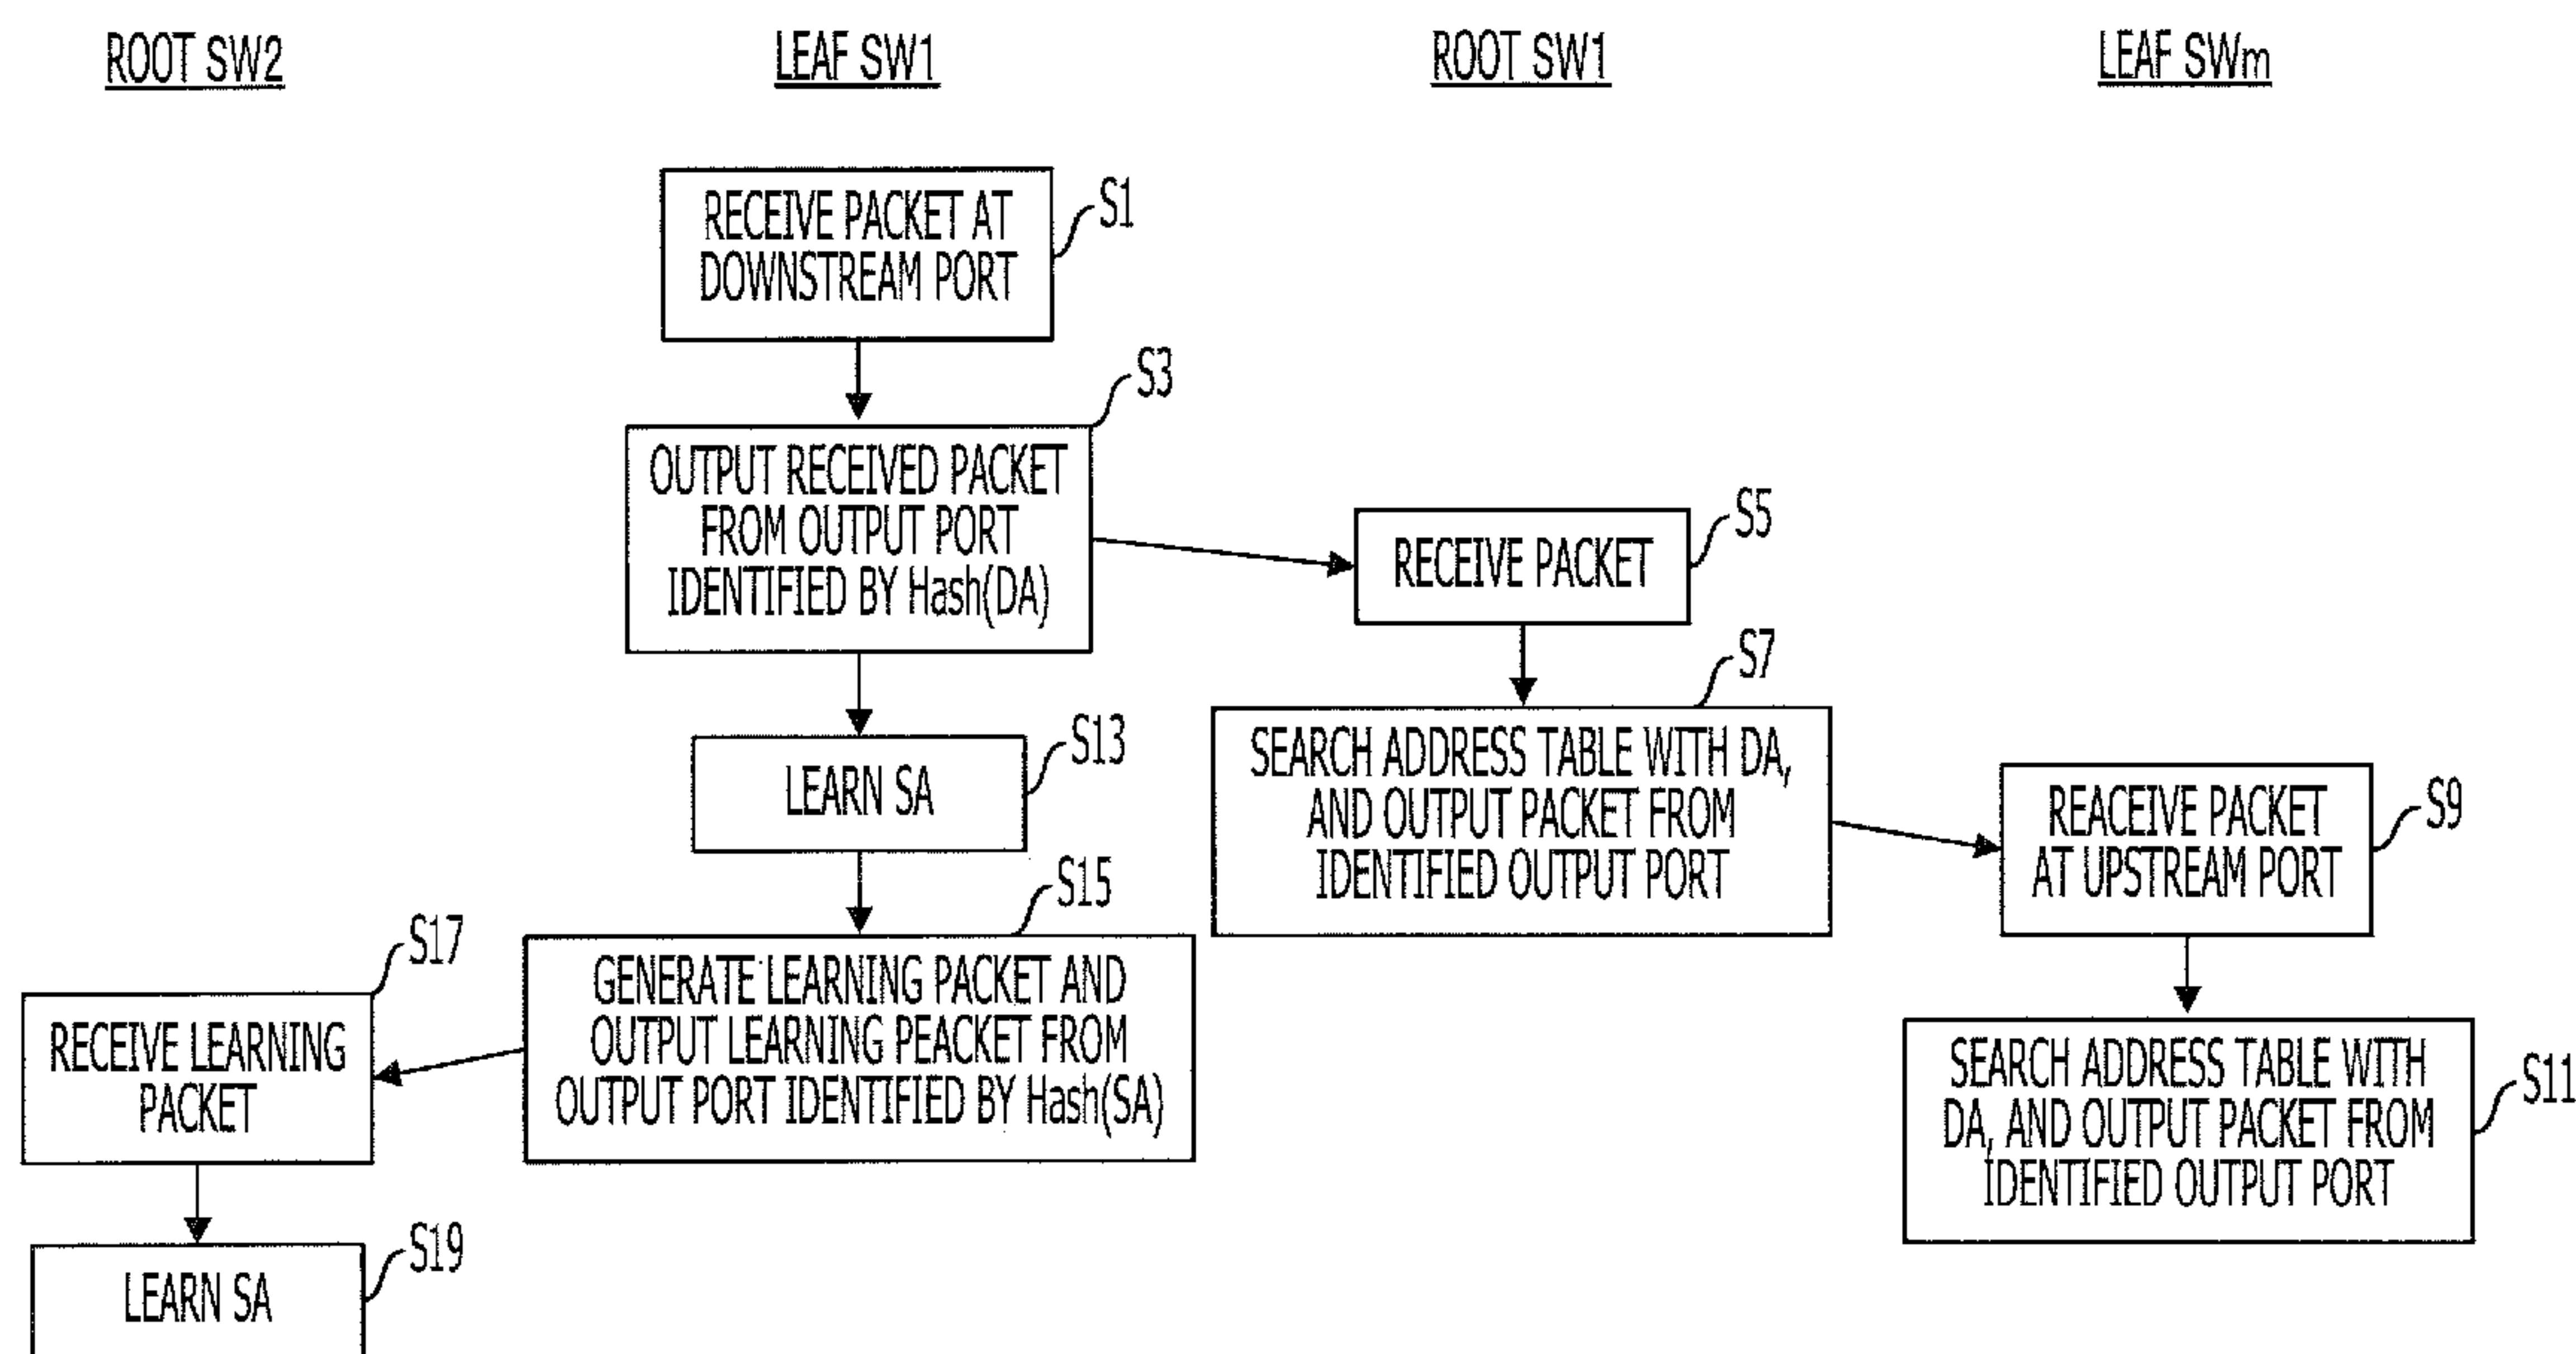 ROOT SW2
LEAF SW1
ROOT SW1
LEAF SWm
RECEIVE PACKET AT
DOWNSTREAM PORT
S1
OUTPUT RECEIVED PACKET
FROM OUTPUT PORT
IDENTIFIED BY Hash(DA)
S3
RECEIVE PACKET
S5
SEARCH ADDRESS TABLE WITH DA,
AND OUTPUT PACKET FROM
IDENTIFIED OUTPUT PORT
S7
REACEIVE PACKET
AT UPSTREAM PORT
S9
SEARCH ADDRESS TABLE WITH
DA, AND OUTPUT PACKET FROM
IDENTIFIED OUTPUT PORT
S11
LEARN SA
S13
GENERATE LEARNING PACKET AND
OUTPUT LEARNING PEACKET FROM
OUTPUT PORT IDENTIFIED BY Hash(SA)
S15
RECEIVE LEARNING
PACKET
S17
LEARN SA
S19